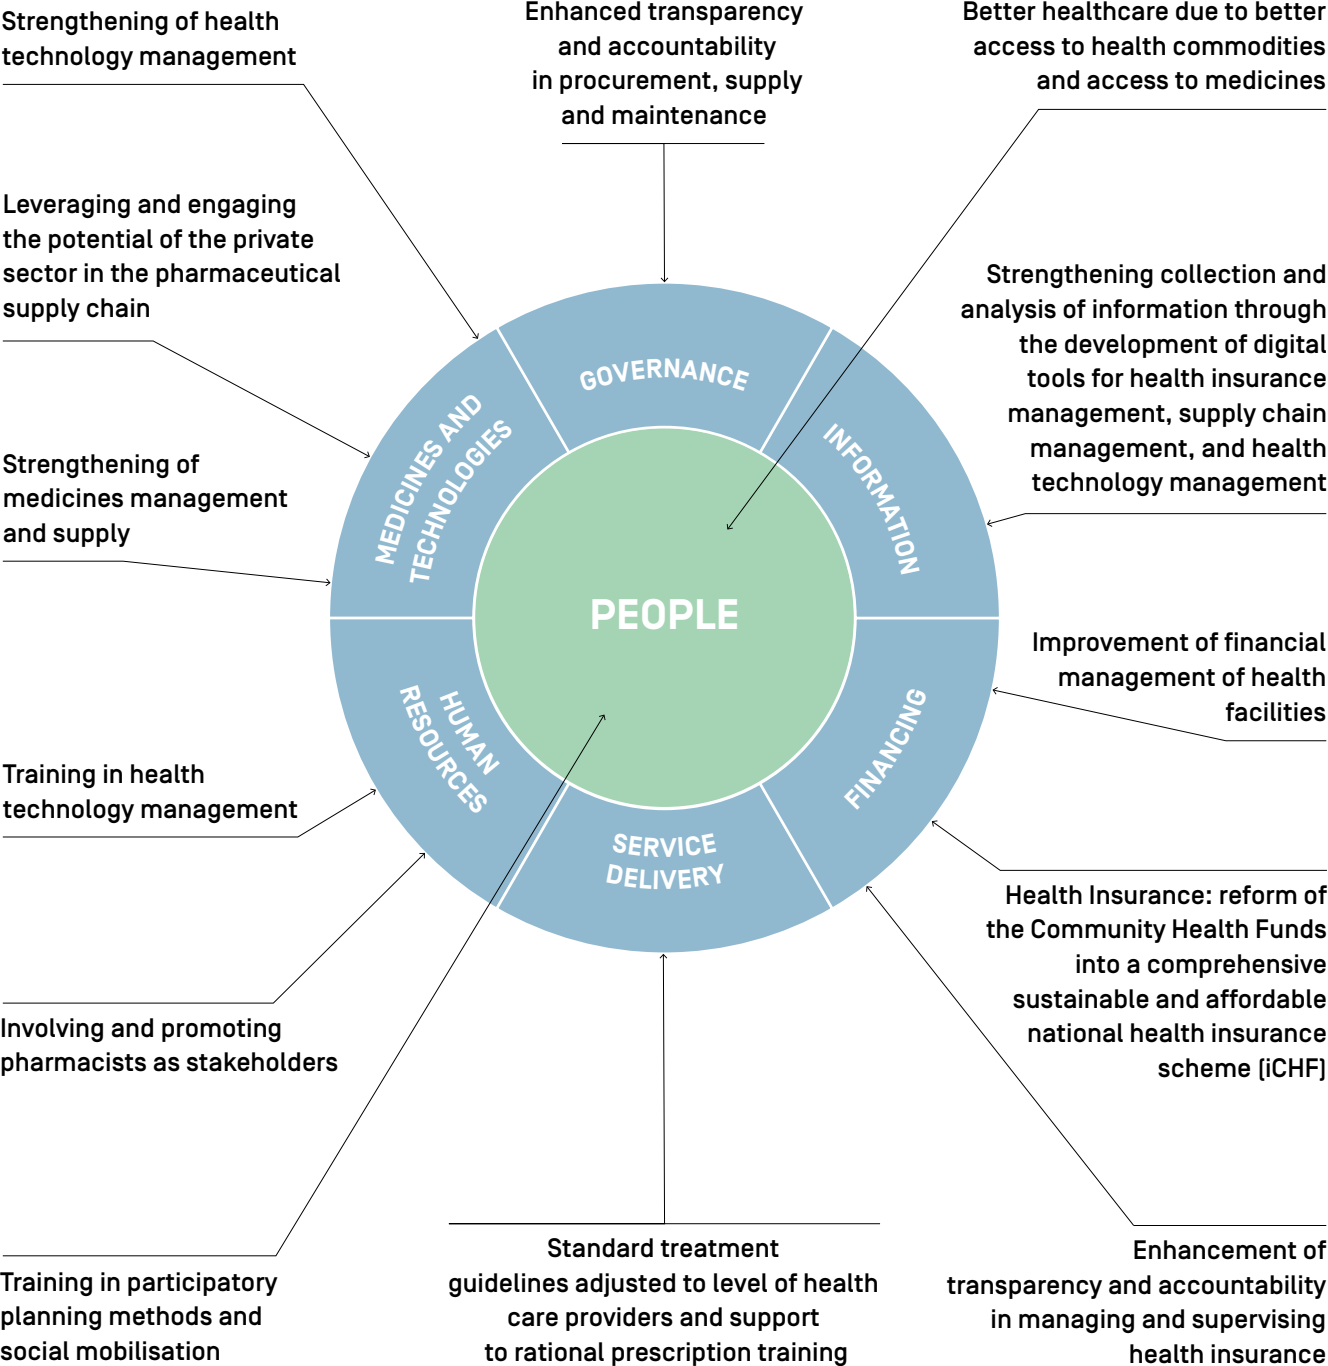 Strengthening of health
technology management
Enhanced transparency
and accountability
in procurement, supply
and maintenance
Better healthcare due to better
access to health commodities
and access to medicines
Leveraging and engaging
the potential of the private
sector in the pharmaceutical
supply chain
Strengthening collection and
analysis of information through
the development of digital
tools for health insurance
management, supply chain
management, and health
technology management
Strengthening of
medicines management
and supply
GOVERNANCE
MEDICINES AND
TECHNOLOGIES
INFORMATION
PEOPLE
HUMAN
RESOURCES
FINANCING
SERVICE
DELIVERY
Improvement of financial
management of health
facilities
Training in health
technology management
Health Insurance: reform of
the Community Health Funds
into a comprehensive
sustainable and affordable
national health insurance
scheme (iCHF)
Involving and promoting
pharmacists as stakeholders
Training in participatory
planning methods and
social mobilisation
Standard treatment
guidelines adjusted to level of health
care providers and support
to rational prescription training
Enhancement of
transparency and accountability
in managing and supervising
health insurance